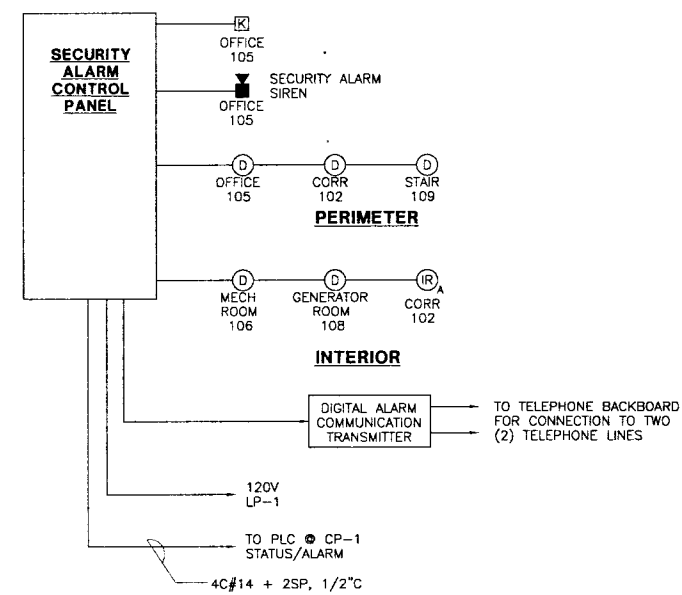 SECURITY
ALARM
CONTROL
PANEL
K
OFFICE
105
SECURITY ALARM
SIREN
OFFICE
105
D
D
D
OFFICE
105
CORR
102
STAIR
109
PERIMETER
D
D
IR
A
MECH
ROOM
106
GENERATOR
ROOM
108
CORR
102
INTERIOR
DIGITAL ALARM
COMMUNICATION
TRANSMITTER
TO TELEPHONE BACKBOARD
FOR CONNECTION TO TWO
(2) TELEPHONE LINES
120V
LP-1
TO PLC @ CP-1
STATUS/ALARM
4C#14 + 2SP, 1/2"C